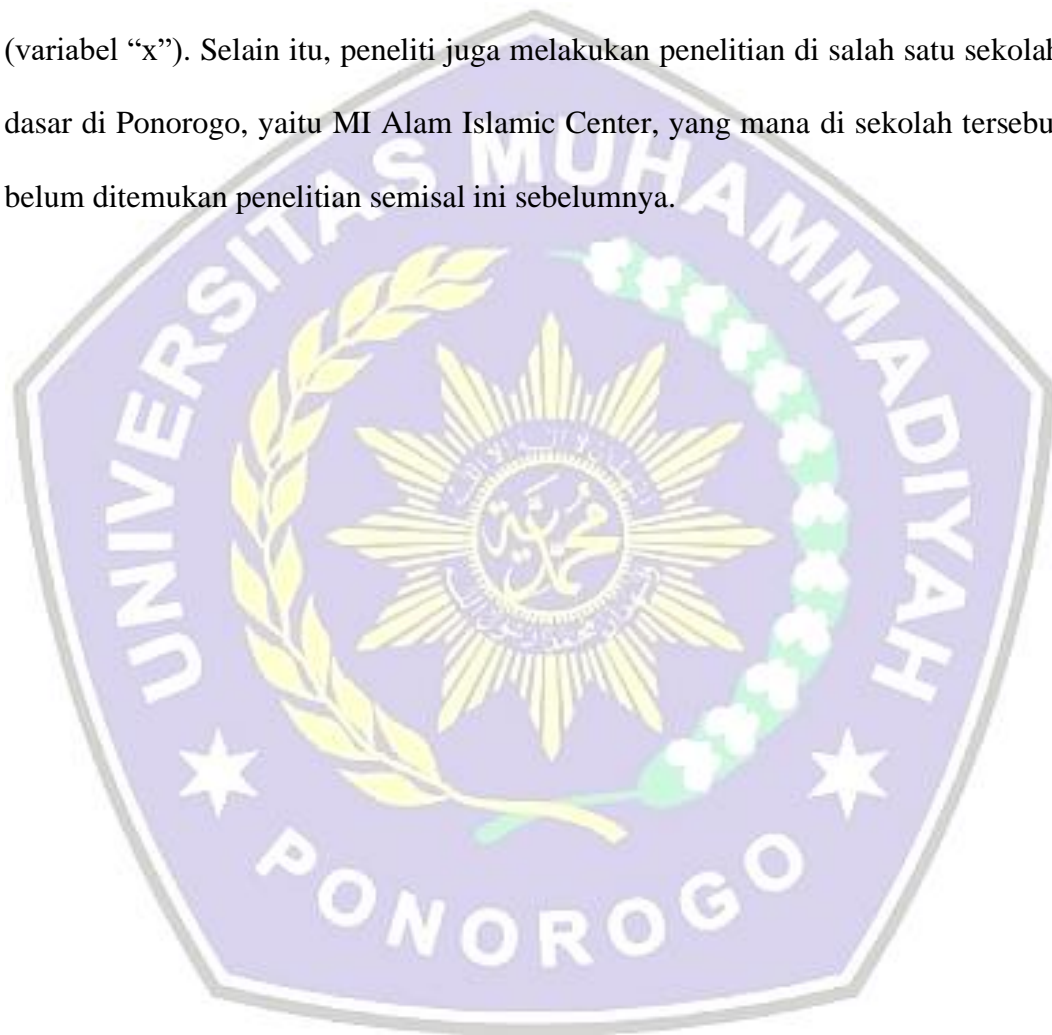 (variabel “x”). Selain itu, peneliti juga melakukan penelitian di salah satu sekolah
dasar di Ponorogo, yaitu MI Alam Islamic Center, yang mana di sekolah tersebu
belum ditemukan penelitian semisal ini sebelumnya.
UNIVERSITAS MUHAMMADIYAH
محمدية
PONOROGO